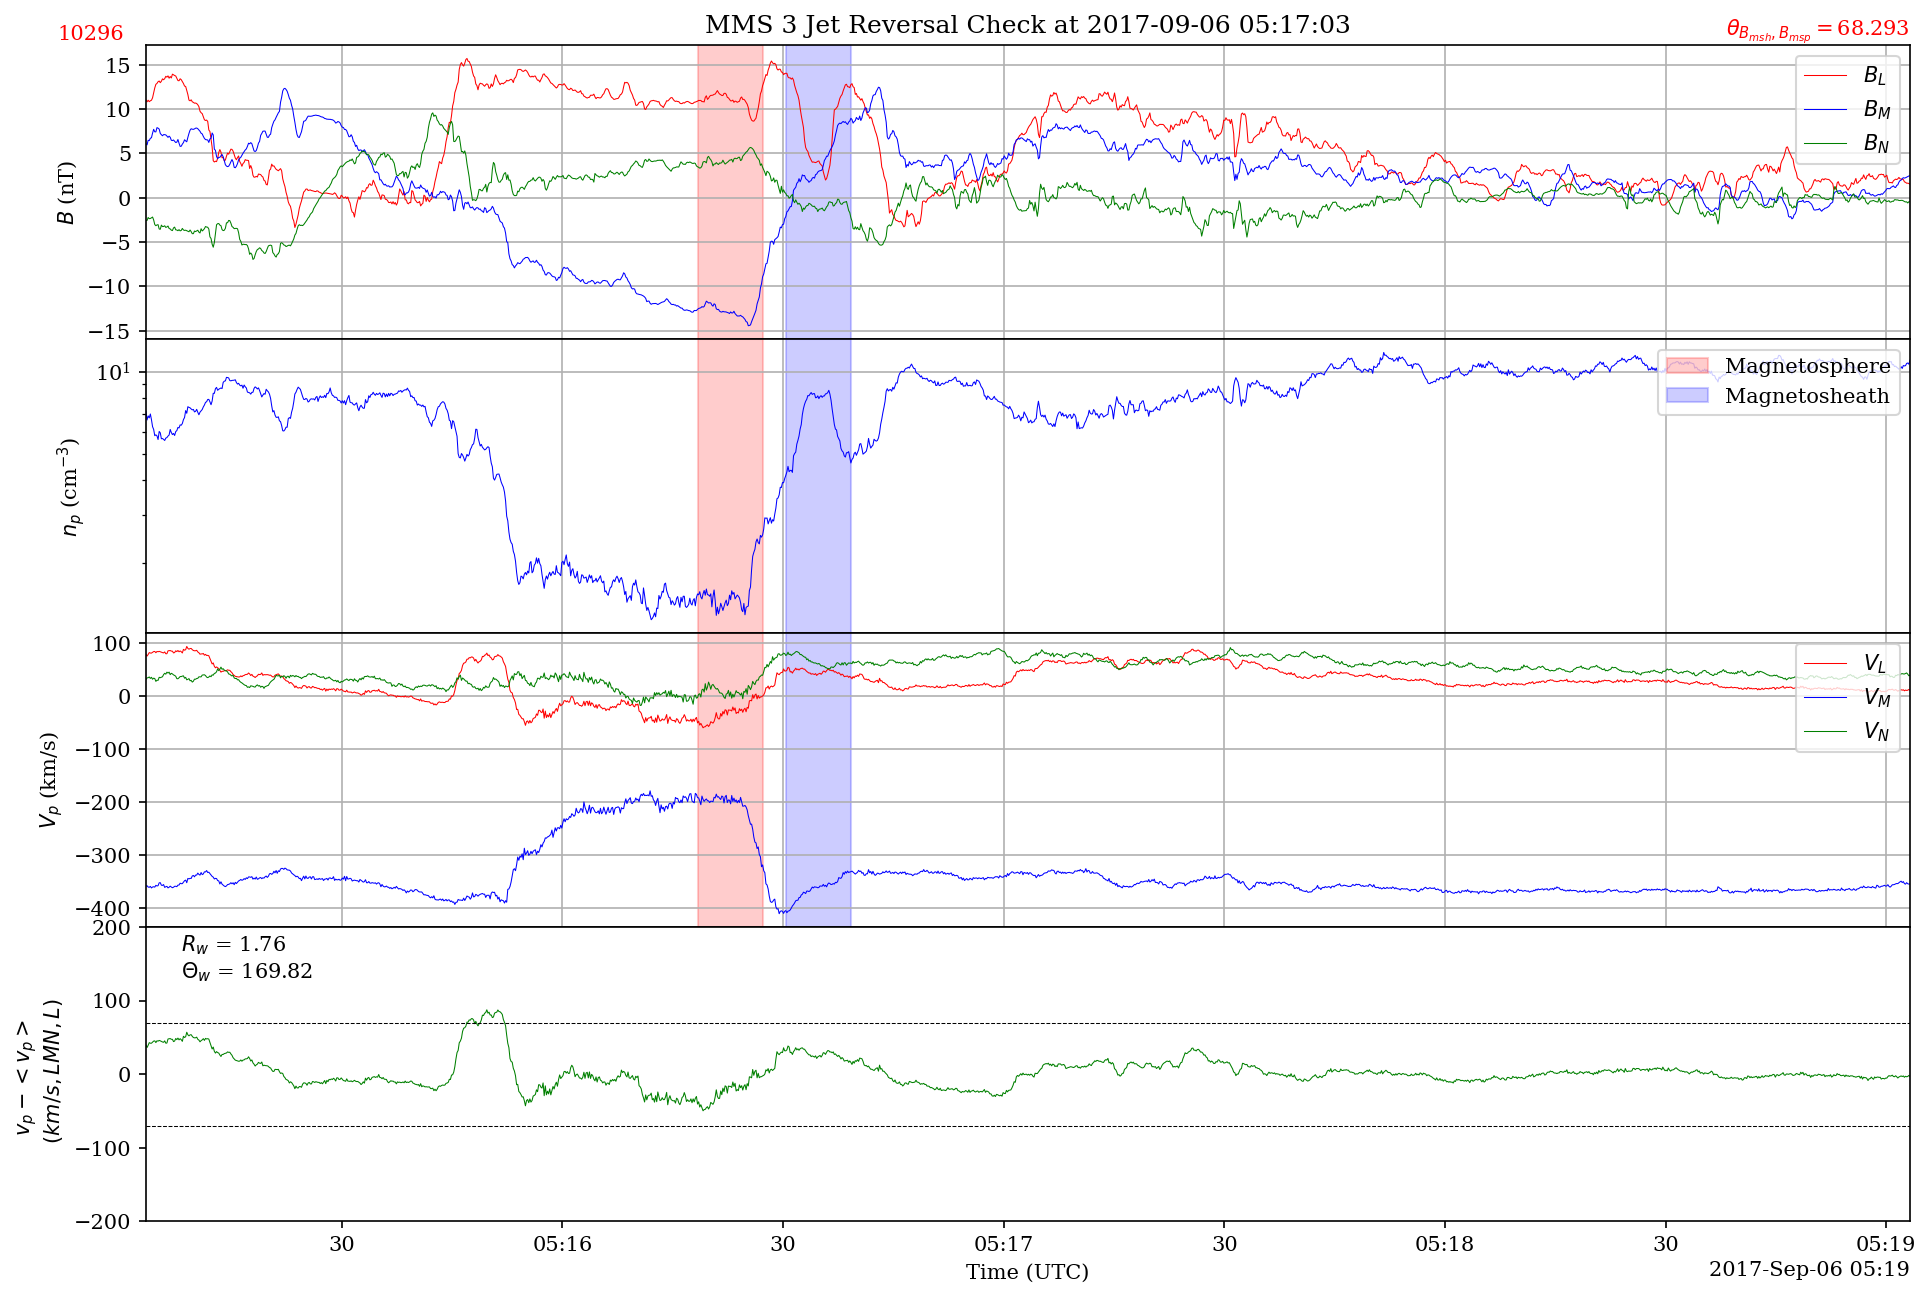 10296
MMS 3 Jet Reversal Check at 2017-09-06 05:17:03
θ_{B_{msh}, B_{msp}} = 68.293
15
10
5
0
−5
−10
−15
B (nT)
B_L
B_M
B_N
10^1
n_p (cm^{−3})
Magnetosphere
Magnetosheath
100
0
−100
−200
−300
−400
V_p (km/s)
V_L
V_M
V_N
200
100
0
−100
−200
v_p − < v_p >
(km/s, LMN, L)
R_w = 1.76
Θ_w = 169.82
30
05:16
30
05:17
30
05:18
30
05:19
Time (UTC)
2017-Sep-06 05:19